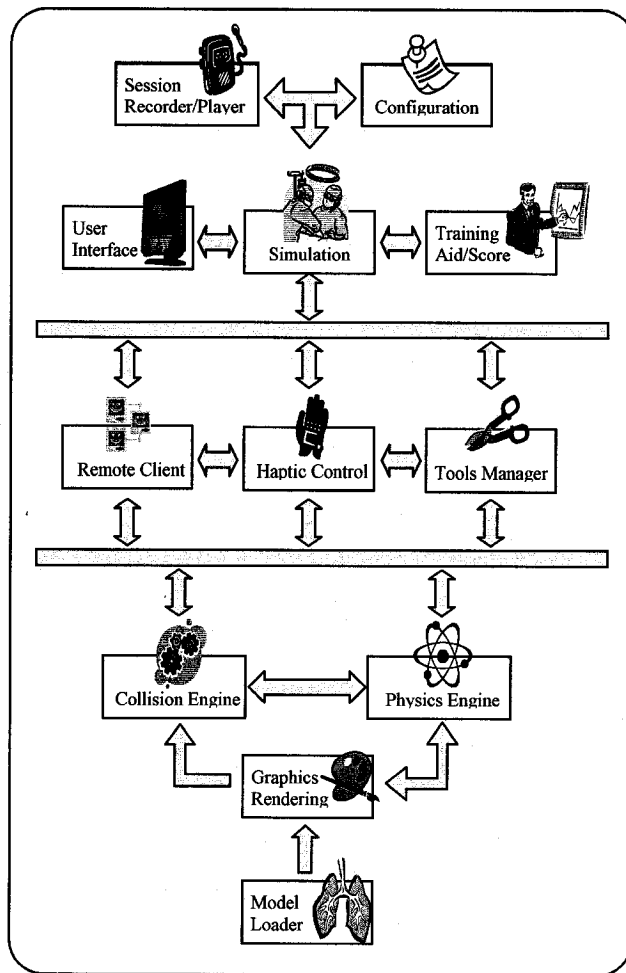 Session
Recorder/Player
Configuration
User
Interface
Simulation
Training
Aid/Score
Remote Client
Haptic Control
Tools Manager
Collision Engine
Physics Engine
Graphics
Rendering
Model
Loader